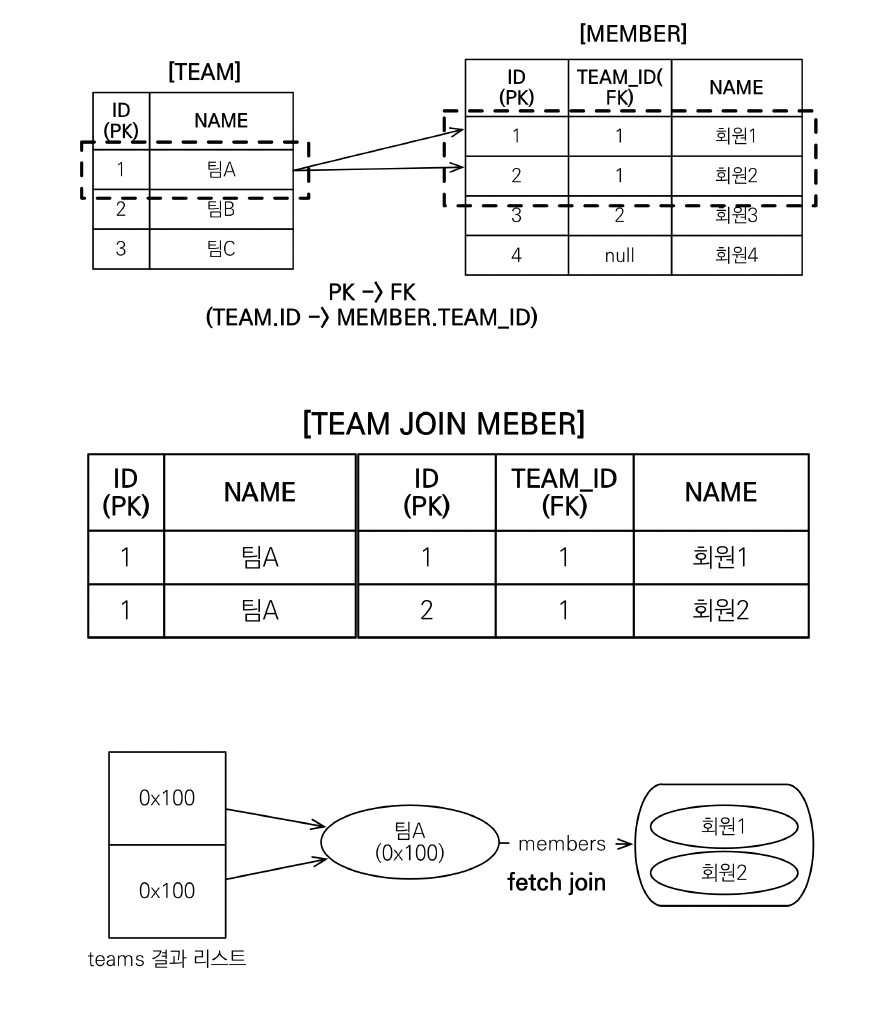 [MEMBER]
[TEAM]
ID
(PK)
NAME
1
팀A
2
팀B
3
팀C
ID
(PK)
TEAM_ID(
FK)
NAME
1
1
회원1
2
1
회원2
3
2
회원3
4
null
회원4
PK -> FK
(TEAM.ID -> MEMBER.TEAM_ID)
[TEAM JOIN MEBER]
ID
(PK)
NAME
ID
(PK)
TEAM_ID
(FK)
NAME
1
팀A
1
1
회원1
1
팀A
2
1
회원2
0x100
0x100
teams 결과 리스트
팀A
(0x100)
members
fetch join
회원1
회원2